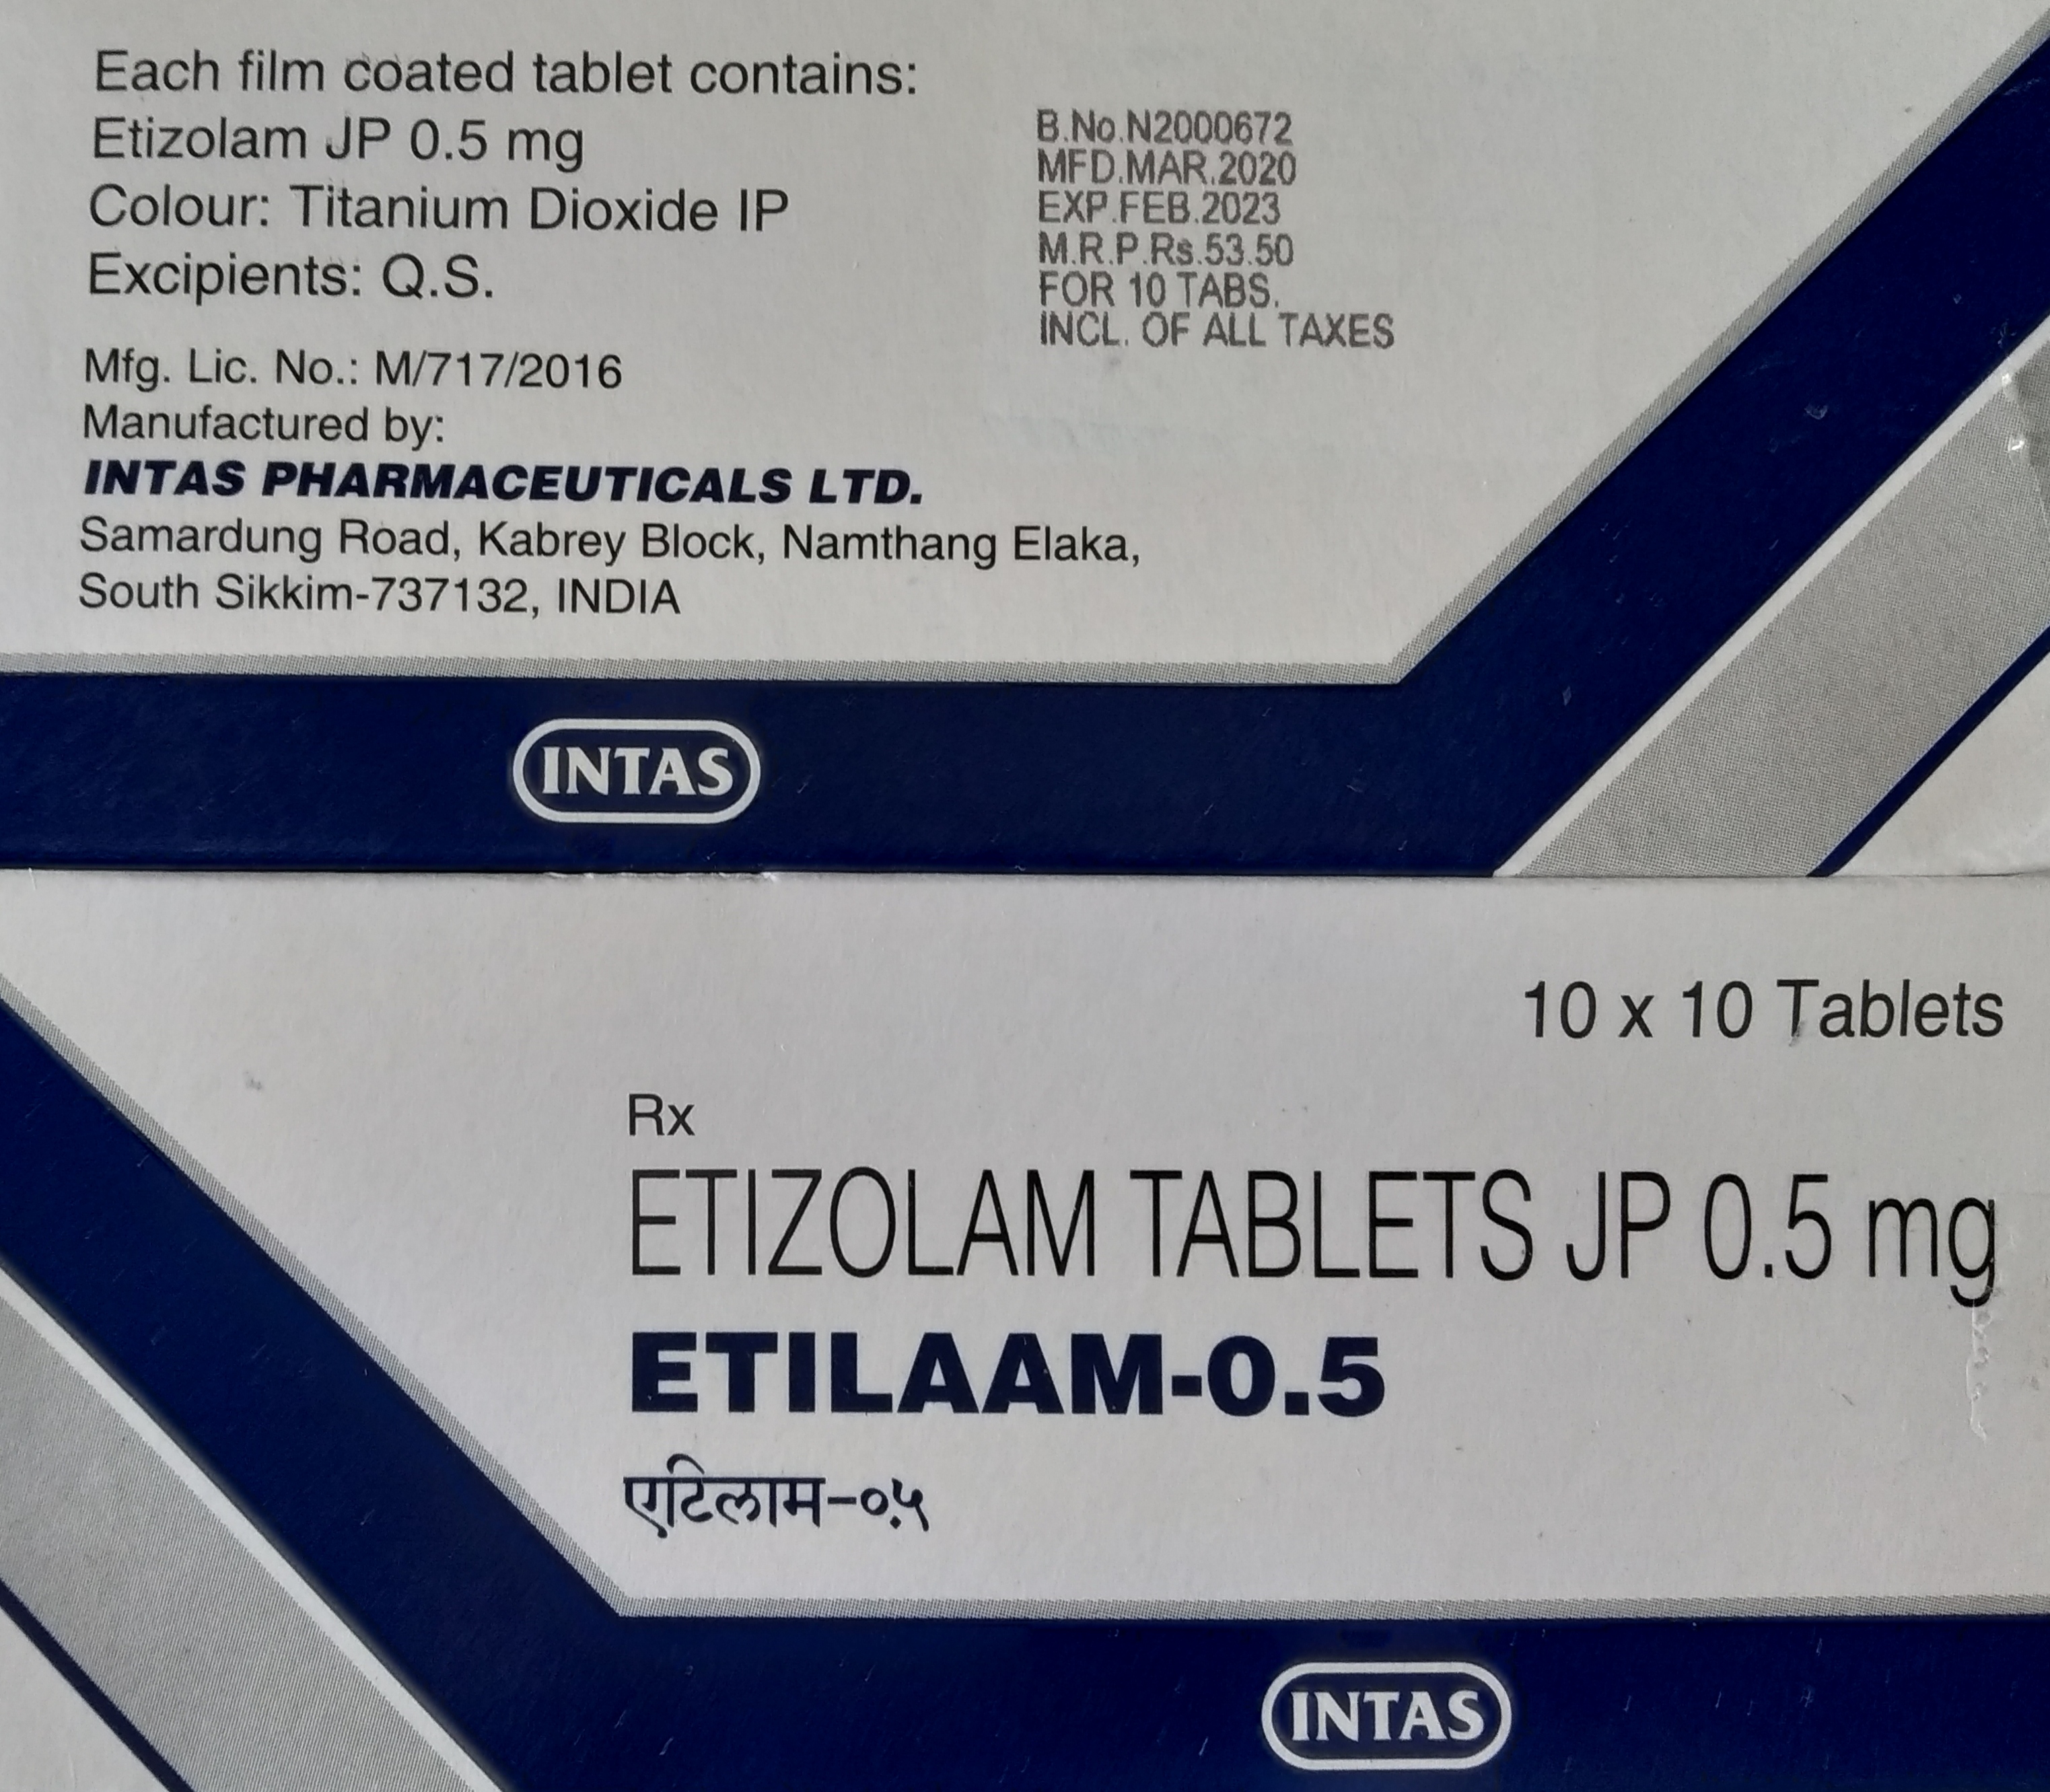 Each film coated tablet contains:
Etizolam JP 0.5 mg
Colour: Titanium Dioxide IP
Excipients: Q.S.
Mfg. Lic. No.: M/717/2016
Manufactured by:
INTAS PHARMACEUTICALS LTD.
Samardung Road, Kabrey Block, Namthang Elaka,
South Sikkim-737132, INDIA
B.No.N2000672
MFD.MAR.2020
EXP.FEB.2023
M.R.P.Rs.53.50
FOR 10 TABS.
INCL. OF ALL TAXES
INTAS
10 x 10 Tablets
Rx
ETIZOLAM TABLETS JP 0.5 mg
ETILAAM-0.5
एटिलाम-०.५
INTAS